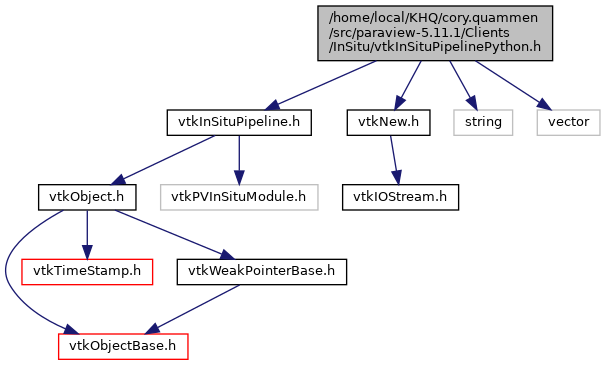 /home/local/KHQ/cory.quammen
/src/paraview-5.11.1/Clients
/InSitu/vtkInSituPipelinePython.h
vtkInSituPipeline.h
vtkNew.h
string
vector
vtkObject.h
vtkPVInSituModule.h
vtkIOStream.h
vtkTimeStamp.h
vtkWeakPointerBase.h
vtkObjectBase.h